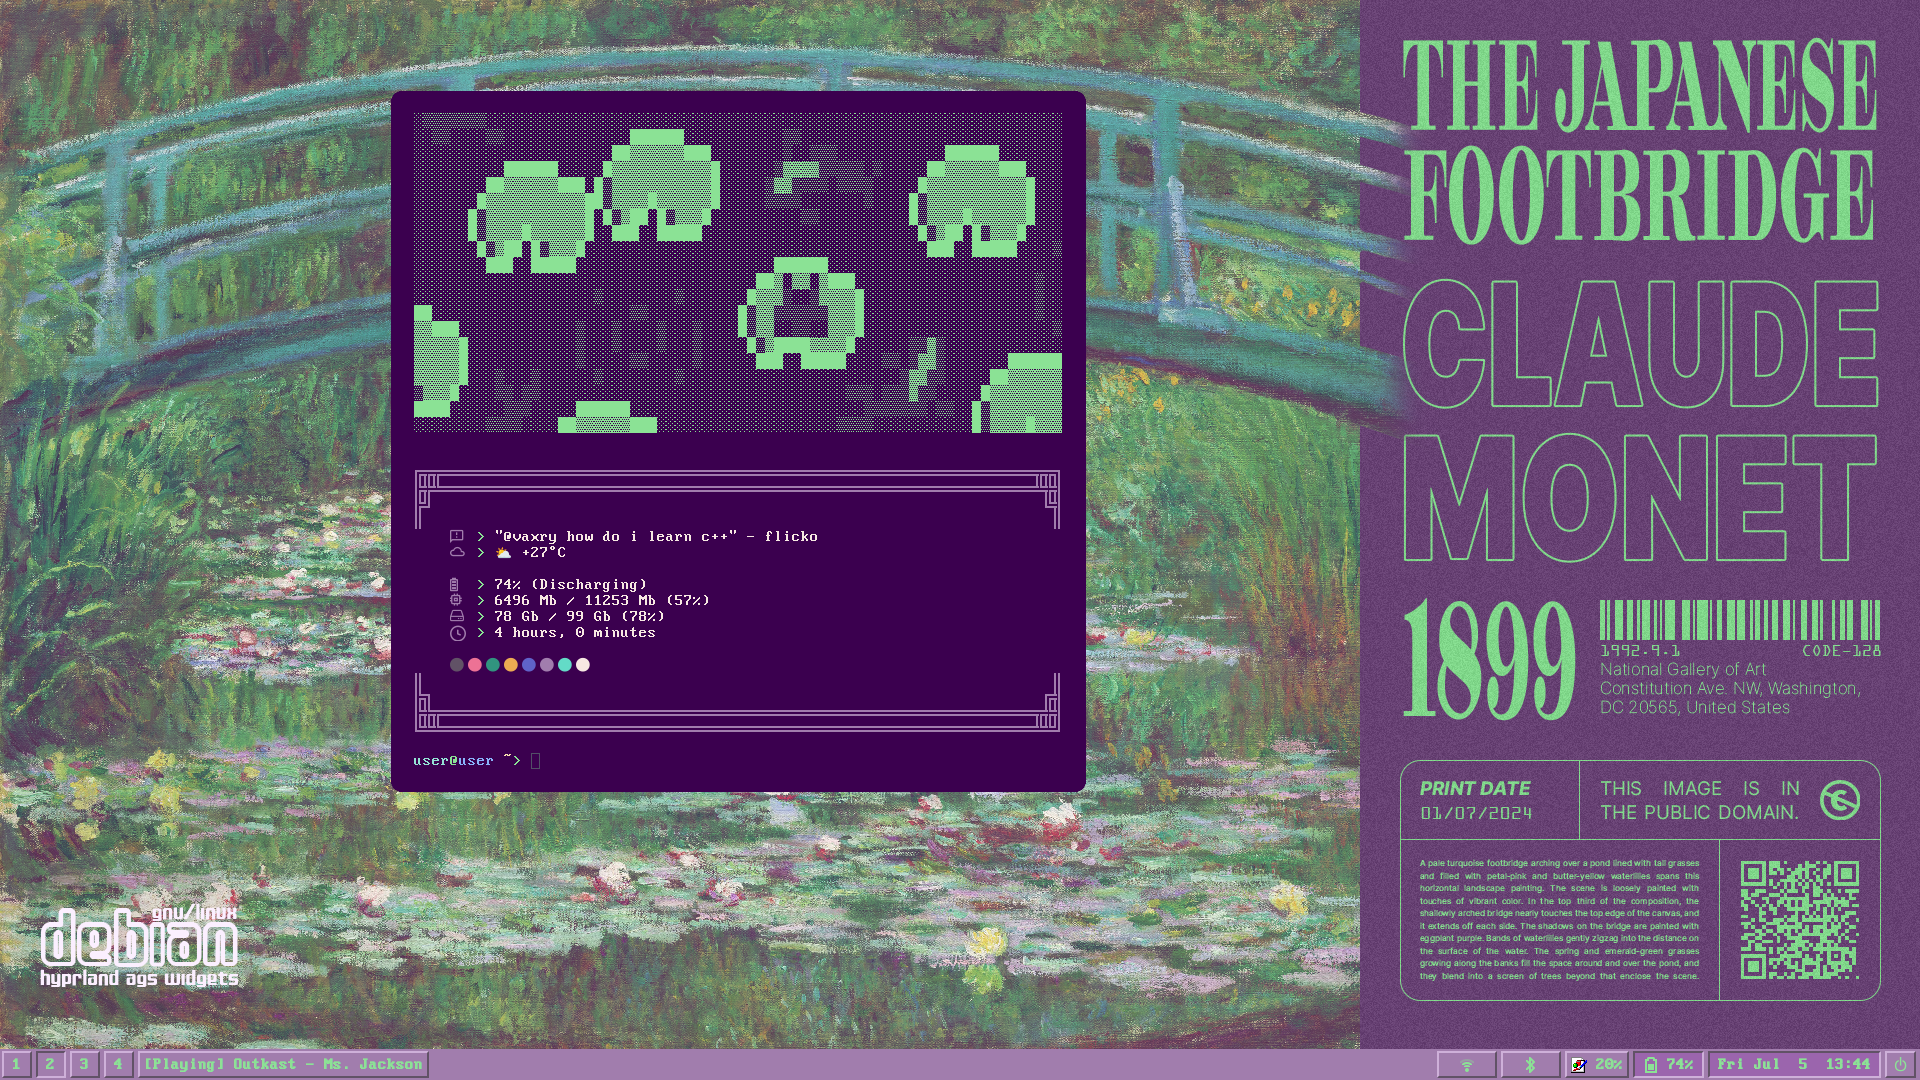 THE JAPANESE
FOOTBRIDGE
CLAUDE
MONET
1899
1992.9.1 CODE-128
National Gallery of Art
Constitution Ave. NW, Washington,
DC 20565, United States
PRINT DATE
01/07/2024
THIS IMAGE IS IN
THE PUBLIC DOMAIN.
A pale turquoise footbridge arching over a pond lined with tall grasses
and filled with petal-pink and butter-yellow waterlilies spans this
horizontal landscape painting. The scene is loosely painted with
touches of vibrant color. In the top third of the composition, the
shallowly arched bridge nearly touches the top edge of the canvas, and
it extends off each side. The shadows on the bridge are painted with
eggplant purple. Bands of waterlilies gently zigzag into the distance on
the surface of the water. The spring and emerald-green grasses
growing along the banks fill the space around and over the pond, and
they blend into a screen of trees beyond that enclose the scene.
> "@vaxry how do i learn c++" - flicko
> +27°C
> 74% (Discharging)
> 6496 Mb / 11253 Mb (57%)
> 78 Gb / 99 Gb (78%)
> 4 hours, 0 minutes
user@user ~>
gnu/linux
debian
hyprland ags widgets
1 2 3 4 [Playing] Outkast - Ms. Jackson
20% 74% Fri Jul 5 13:44